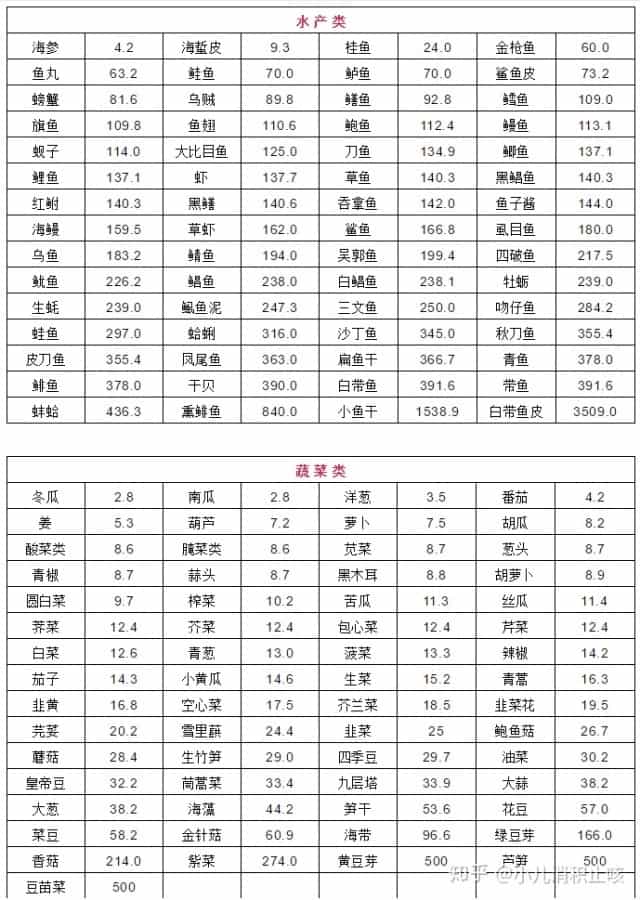 水产类
海参 4.2 海蜇皮 9.3 桂鱼 24.0 金枪鱼 60.0
鱼丸 63.2 鲑鱼 70.0 鲈鱼 70.0 鲨鱼皮 73.2
螃蟹 81.6 乌贼 89.8 鳝鱼 92.8 鳕鱼 109.0
旗鱼 109.8 鱼翅 110.6 鲍鱼 112.4 鳗鱼 113.1
蚬子 114.0 大比目鱼 125.0 刀鱼 134.9 鲫鱼 137.1
鲤鱼 137.1 虾 137.7 草鱼 140.3 黑鲳鱼 140.3
红鲋 140.3 黑鳝 140.6 吞拿鱼 142.0 鱼子酱 144.0
海鳗 159.5 草虾 162.0 鲨鱼 166.8 虱目鱼 180.0
乌鱼 183.2 鲭鱼 194.0 吴郭鱼 199.4 四破鱼 217.5
鱿鱼 226.2 鲳鱼 238.0 白鲳鱼 238.1 牡蛎 239.0
生蚝 239.0 鳁鱼泥 247.3 三文鱼 250.0 吻仔鱼 284.2
蛙鱼 297.0 蛤蜊 316.0 沙丁鱼 345.0 秋刀鱼 355.4
皮刀鱼 355.4 凤尾鱼 363.0 扁鱼干 366.7 青鱼 378.0
鲱鱼 378.0 干贝 390.0 白带鱼 391.6 带鱼 391.6
蚌蛤 436.3 熏鲱鱼 840.0 小鱼干 1538.9 白带鱼皮 3509.0
蔬菜类
冬瓜 2.8 南瓜 2.8 洋葱 3.5 番茄 4.2
姜 5.3 葫芦 7.2 萝卜 7.5 胡瓜 8.2
酸菜类 8.6 腌菜类 8.6 苋菜 8.7 葱头 8.7
青椒 8.7 蒜头 8.7 黑木耳 8.8 胡萝卜 8.9
圆白菜 9.7 榨菜 10.2 苦瓜 11.3 丝瓜 11.4
荠菜 12.4 芥菜 12.4 包心菜 12.4 芹菜 12.4
白菜 12.6 青葱 13.0 菠菜 13.3 辣椒 14.2
茄子 14.3 小黄瓜 14.6 生菜 15.2 青蒿 16.3
韭黄 16.8 空心菜 17.5 芥兰菜 18.5 韭菜花 19.5
芫荽 20.2 雪里蕻 24.4 韭菜 25 鲍鱼菇 26.7
蘑菇 28.4 生竹笋 29.0 四季豆 29.7 油菜 30.2
皇帝豆 32.2 茼蒿菜 33.4 九层塔 33.9 大蒜 38.2
大葱 38.2 海藻 44.2 笋干 53.6 花豆 57.0
菜豆 58.2 金针菇 60.9 海带 96.6 绿豆芽 166.0
香菇 214.0 紫菜 274.0 黄豆芽 500 芦笋 500
豆苗菜 500
知乎 @小儿消积止咳